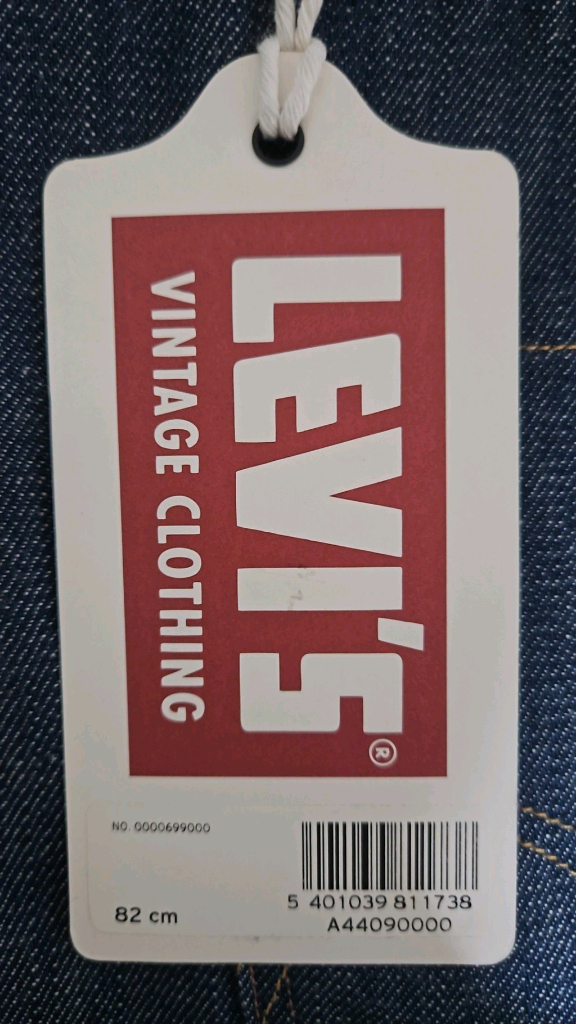 LEVI'S®
VINTAGE CLOTHING
NO. 0000699000
5 401039 811738
A44090000
82 cm